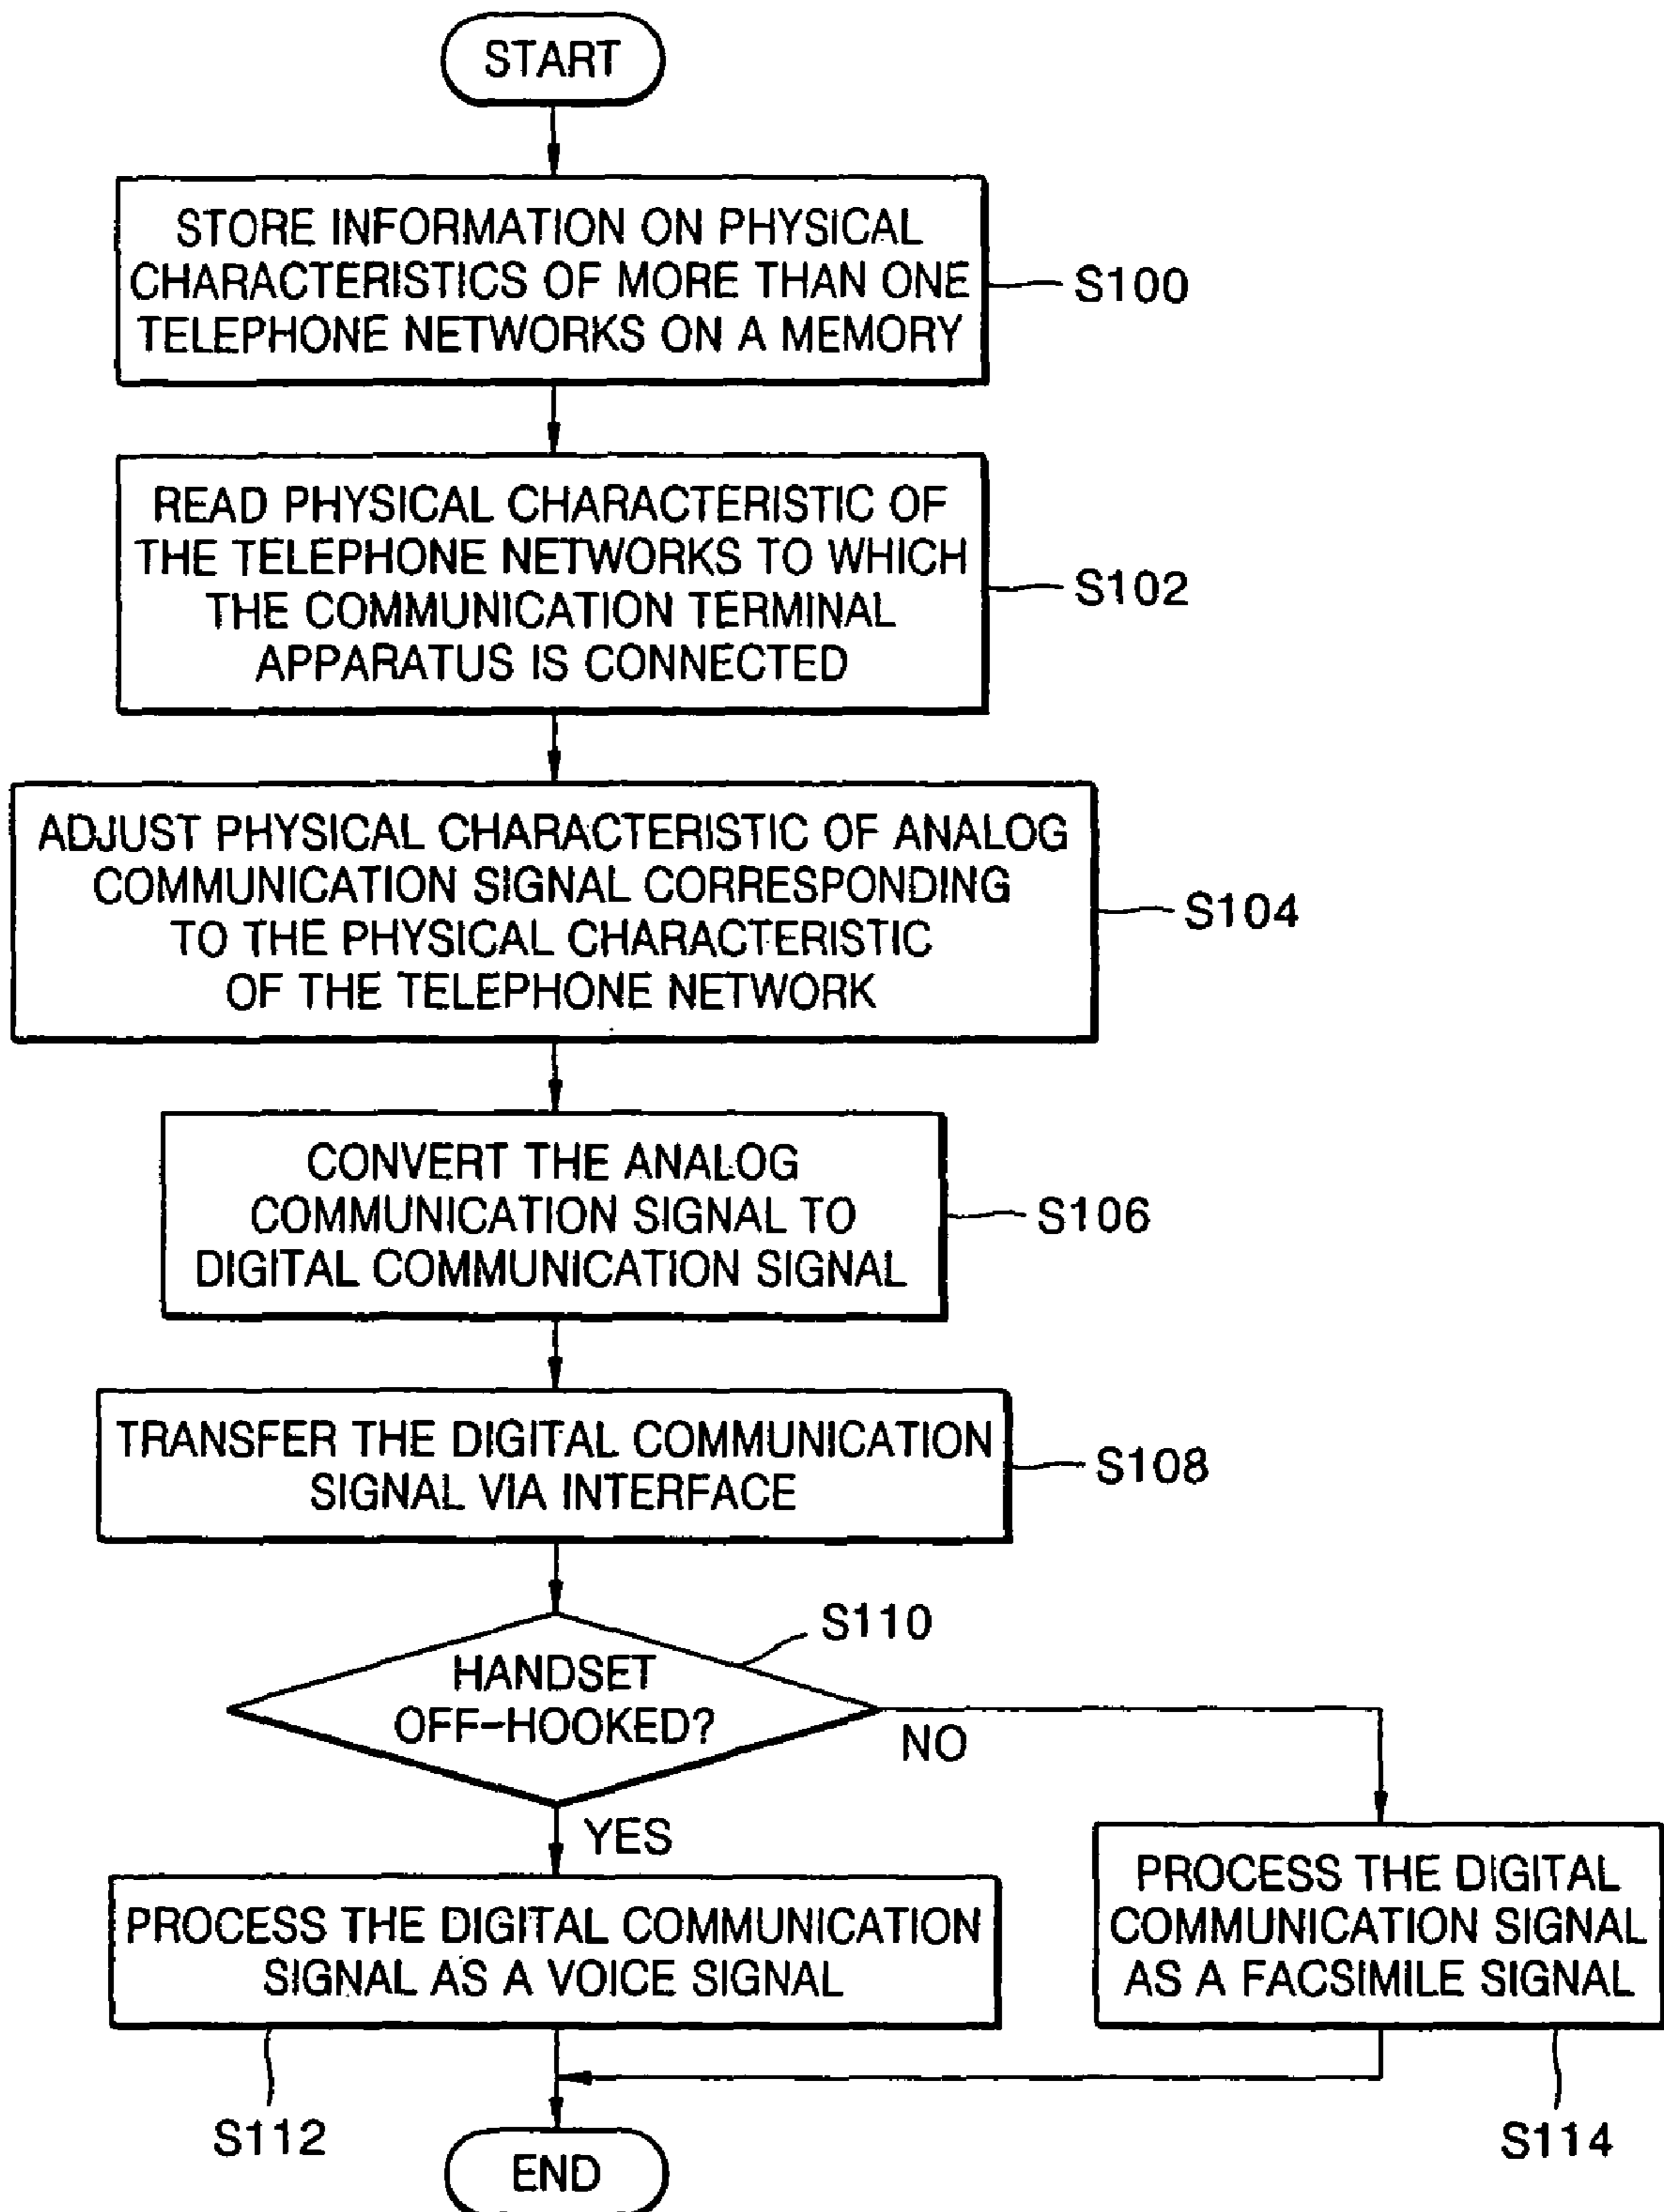 START
STORE INFORMATION ON PHYSICAL
CHARACTERISTICS OF MORE THAN ONE
TELEPHONE NETWORKS ON A MEMORY
S100
READ PHYSICAL CHARACTERISTIC OF
THE TELEPHONE NETWORKS TO WHICH
THE COMMUNICATION TERMINAL
APPARATUS IS CONNECTED
S102
ADJUST PHYSICAL CHARACTERISTIC OF ANALOG
COMMUNICATION SIGNAL CORRESPONDING
TO THE PHYSICAL CHARACTERISTIC
OF THE TELEPHONE NETWORK
S104
CONVERT THE ANALOG
COMMUNICATION SIGNAL TO
DIGITAL COMMUNICATION SIGNAL
S106
TRANSFER THE DIGITAL COMMUNICATION
SIGNAL VIA INTERFACE
S108
S110
HANDSET
OFF-HOOKED?
NO
YES
PROCESS THE DIGITAL COMMUNICATION
SIGNAL AS A VOICE SIGNAL
S112
PROCESS THE DIGITAL
COMMUNICATION SIGNAL
AS A FACSIMILE SIGNAL
S114
END